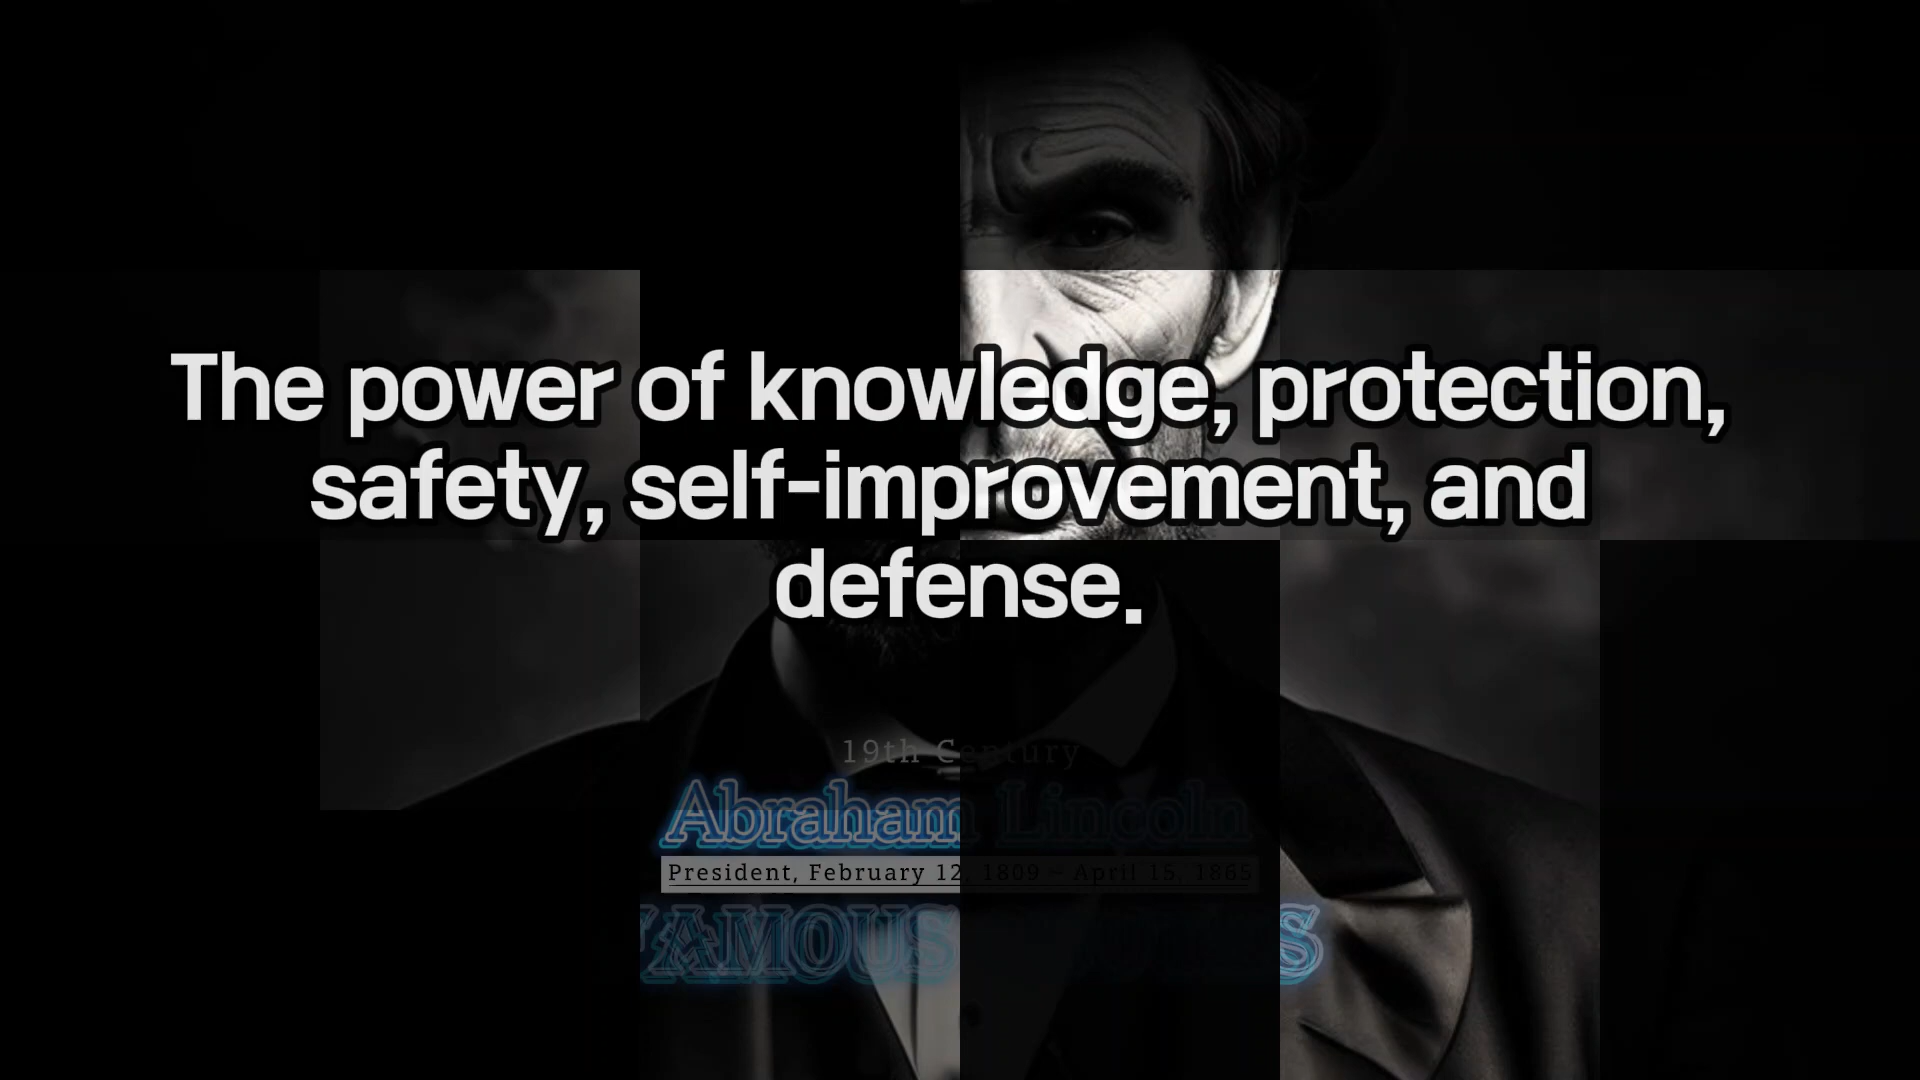 The power of knowledge, protection,
safety, self-improvement, and
defense.
19th Century
Abraham Lincoln
President, February 12, 1809 ~ April 15, 1865